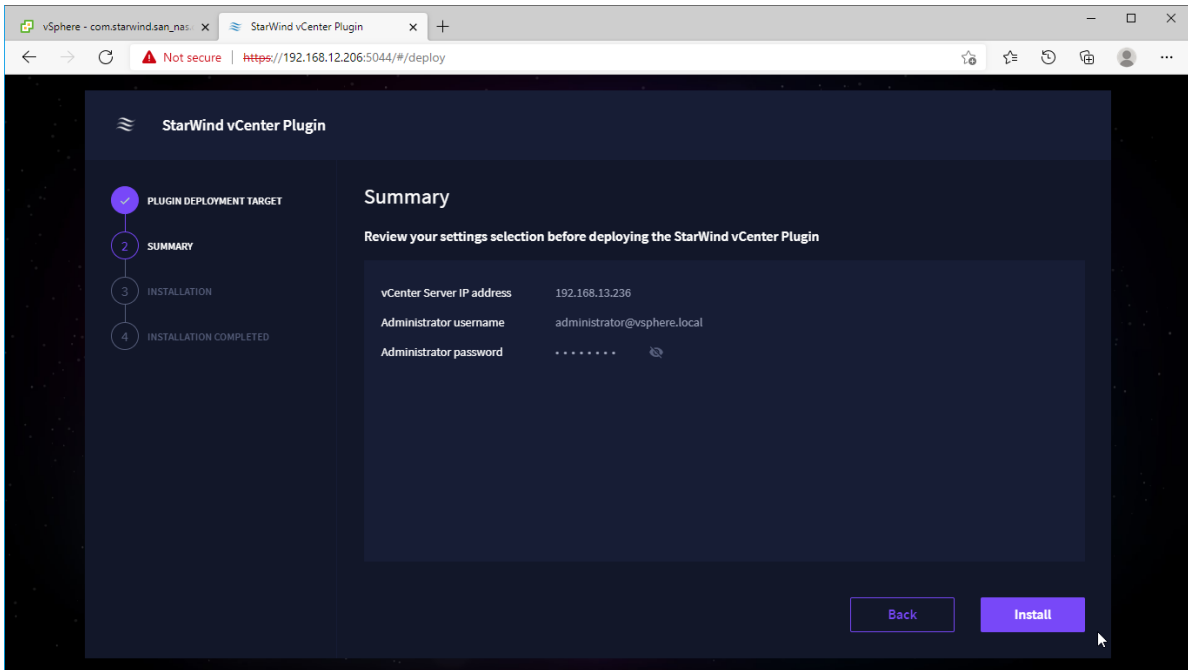 vSphere - com.starwind.san_nas.
StarWind vCenter Plugin
Not secure
https://192.168.12.206:5044/#/deploy
StarWind vCenter Plugin
PLUGIN DEPLOYMENT TARGET
2 SUMMARY
3 INSTALLATION
4 INSTALLATION COMPLETED
Summary
Review your settings selection before deploying the StarWind vCenter Plugin
vCenter Server IP address 192.168.13.236
Administrator username administrator@vsphere.local
Administrator password ········
Back Install